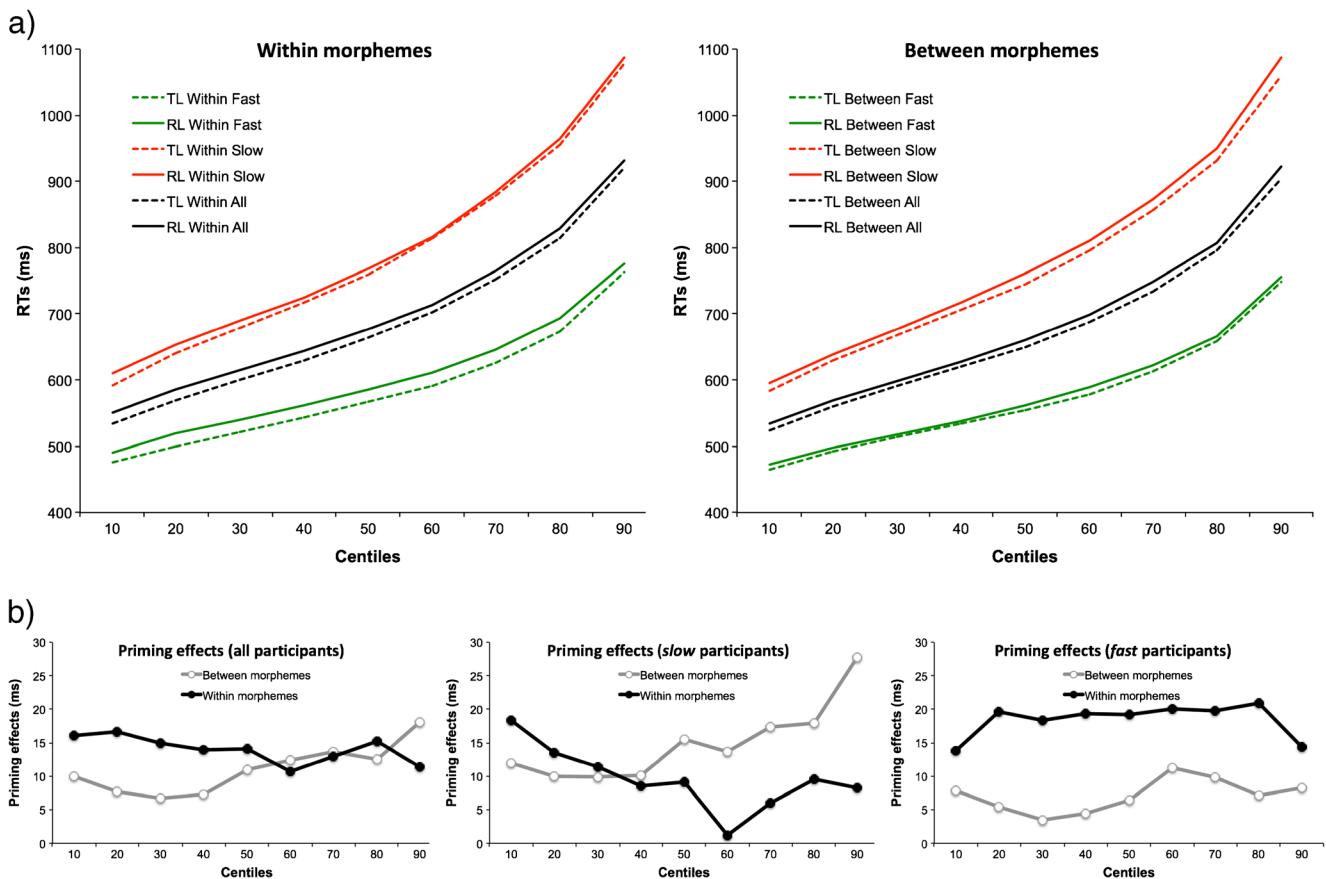 a)
Within morphemes
1100
1000
900
800
700
600
500
400
RTs (ms)
TL Within Fast
RL Within Fast
TL Within Slow
RL Within Slow
TL Within All
RL Within All
10 20 30 40 50 60 70 80 90
Centiles
Between morphemes
1100
1000
900
800
700
600
500
400
RTs (ms)
TL Between Fast
RL Between Fast
TL Between Slow
RL Between Slow
TL Between All
RL Between All
10 20 30 40 50 60 70 80 90
Centiles
b)
Priming effects (all participants)
Between morphemes
Within morphemes
30
25
20
15
10
5
0
Priming effects (ms)
10 20 30 40 50 60 70 80 90
Centiles
Priming effects (slow participants)
Between morphemes
Within morphemes
30
25
20
15
10
5
0
Priming effects (ms)
10 20 30 40 50 60 70 80 90
Centiles
Priming effects (fast participants)
Between morphemes
Within morphemes
30
25
20
15
10
5
0
Priming effects (ms)
10 20 30 40 50 60 70 80 90
Centiles